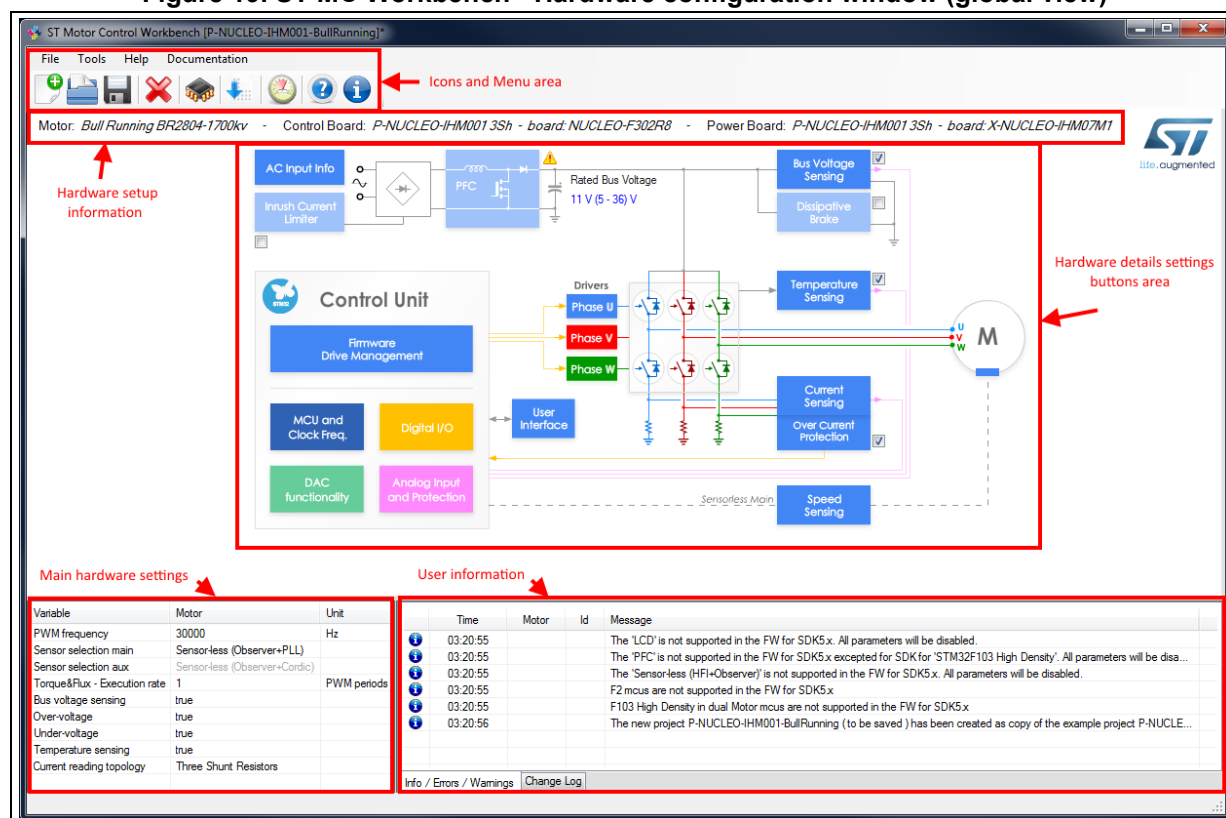 Figure 10. ST MC Workbench - Hardware configuration window (global view)
ST Motor Control Workbench [P-NUCLEO-IHM001-BullRunning]*
File Tools Help Documentation
Icons and Menu area
Motor: Bull Running BR2804-1700kv - Control Board: P-NUCLEO-IHM001 3Sh - board: NUCLEO-F302R8 - Power Board: P-NUCLEO-IHM001 3Sh - board: X-NUCLEO-IHM07M1
life.augmented
Hardware setup
information
AC Input Info
Inrush Current
Limiter
PFC
Rated Bus Voltage
11 V (5 - 36) V
Bus Voltage
Sensing
Dissipative
Brake
Hardware details settings
buttons area
STM32
Control Unit
Firmware
Drive Management
Drivers
Phase U
Phase V
Phase W
Temperature
Sensing
U
V
W
M
MCU and
Clock Freq.
Digital I/O
User
Interface
Current
Sensing
Over Current
Protection
DAC
functionality
Analog Input
and Protection
Sensorless Main
Speed
Sensing
Main hardware settings
User information
Variable Motor Unit
PWM frequency 30000 Hz
Sensor selection main Sensor-less (Observer+PLL)
Sensor selection aux Sensor-less (Observer+Cordic)
Torque&Flux - Execution rate 1 PWM periods
Bus voltage sensing true
Over-voltage true
Under-voltage true
Temperature sensing true
Current reading topology Three Shunt Resistors
Time Motor Id Message
03:20:55 The 'LCD' is not supported in the FW for SDK5.x. All parameters will be disabled.
03:20:55 The 'PFC' is not supported in the FW for SDK5.x excepted for SDK for 'STM32F103 High Density'. All parameters will be disa...
03:20:55 The 'Sensor-less (HFI+Observer)' is not supported in the FW for SDK5.x. All parameters will be disabled.
03:20:55 F2 mcus are not supported in the FW for SDK5.x
03:20:55 F103 High Density in dual Motor mcus are not supported in the FW for SDK5.x
03:20:56 The new project P-NUCLEO-IHM001-BullRunning ( to be saved ) has been created as copy of the example project P-NUCLE...
Info / Errors / Warnings Change Log